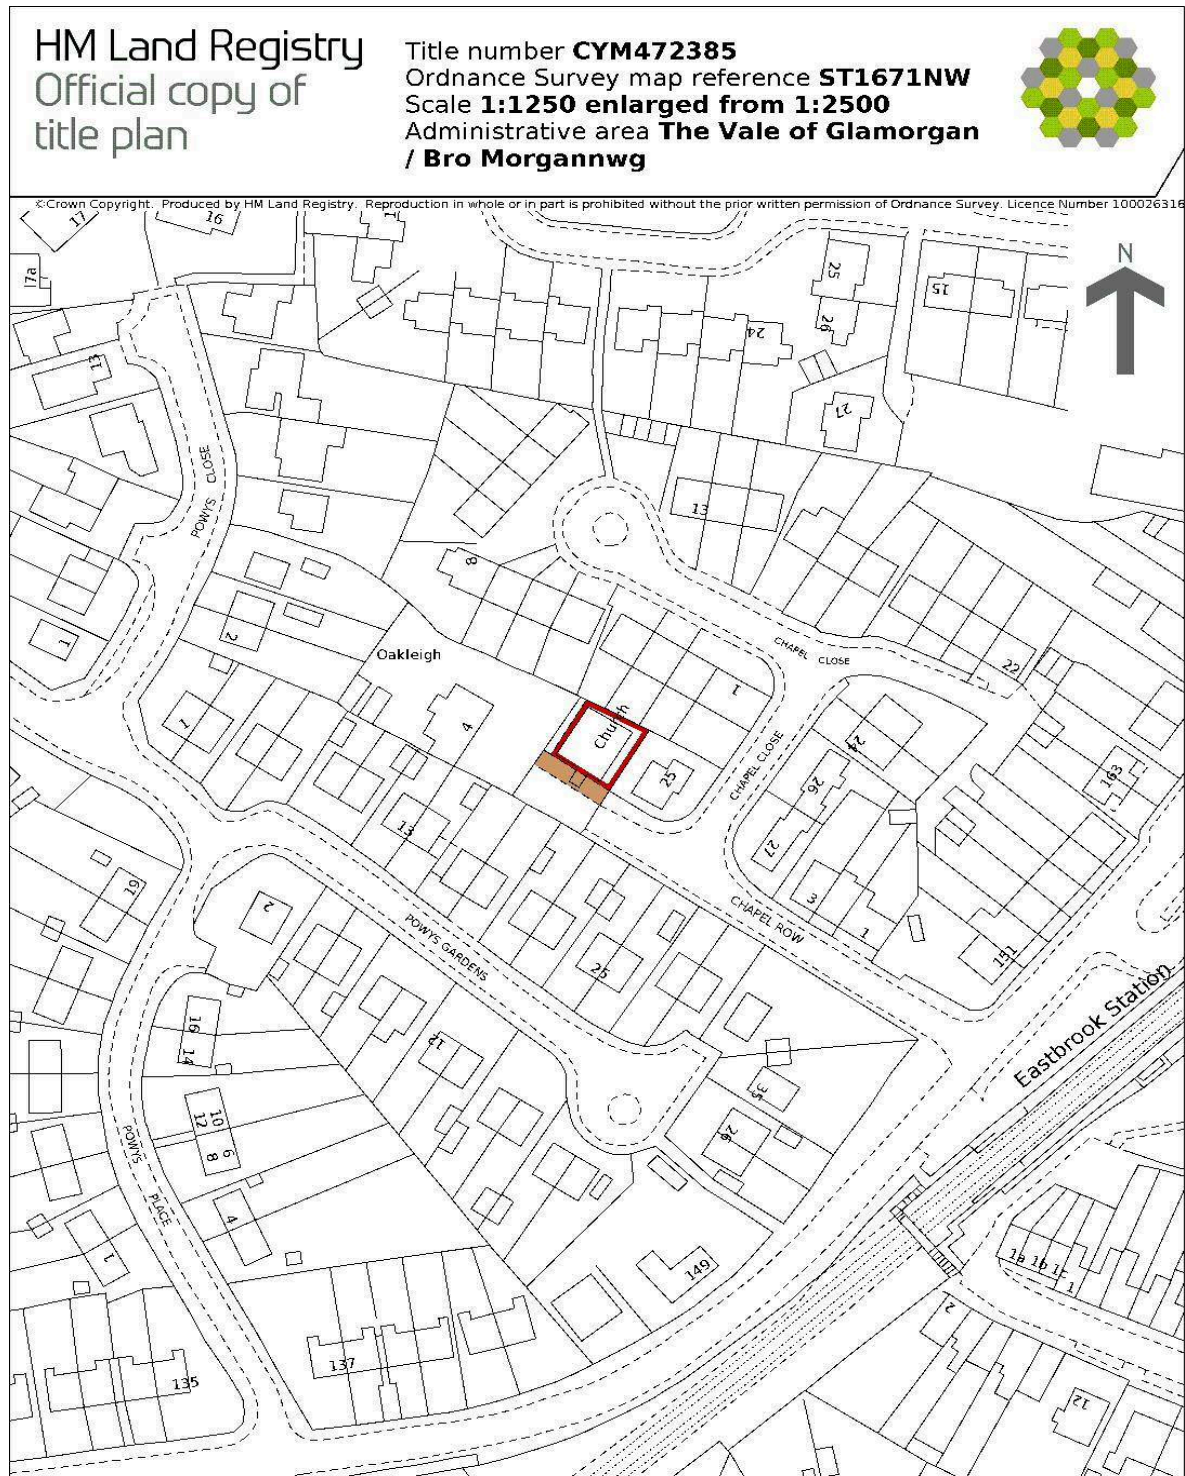 HM Land Registry
Official copy of
title plan
Title number CYM472385
Ordnance Survey map reference ST1671NW
Scale 1:1250 enlarged from 1:2500
Administrative area The Vale of Glamorgan
/ Bro Morgannwg
©Crown Copyright. Produced by HM Land Registry. Reproduction in whole or in part is prohibited without the prior written permission of Ordnance Survey. Licence Number 100026316
17
16
25
N
7a
15
26
24
13
27
POWYS CLOSE
13
8
1
2
Oakleigh
CHAPEL CLOSE
22
1
4
Church
1
24
25
CHAPEL CLOSE
26
163
13
27
19
3
2
CHAPEL ROW
1
POWYS GARDENS
25
151
Eastbrook Station
16
14
12
35
10
12
26
6
8
POWYS PLACE
4
1
149
1a 1b 1c
1
2
137
135
12